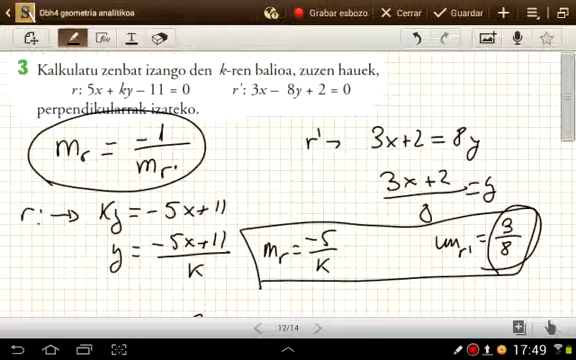 Dbh4 geometria analitikoa
Grabar esbozo
Cerrar
Guardar
3 Kalkulatu zenbat izango den k-ren balioa, zuzen hauek,
r: 5x + ky − 11 = 0 r': 3x − 8y + 2 = 0
perpendikularrak izateko.
m_r = -1/m_r'
r' → 3x+2 = 8y
(3x+2)/8 = y
r: → Ky = -5x+11
y = (-5x+11)/K
m_r = -5/K
m_r' = 3/8
12/14
17:49